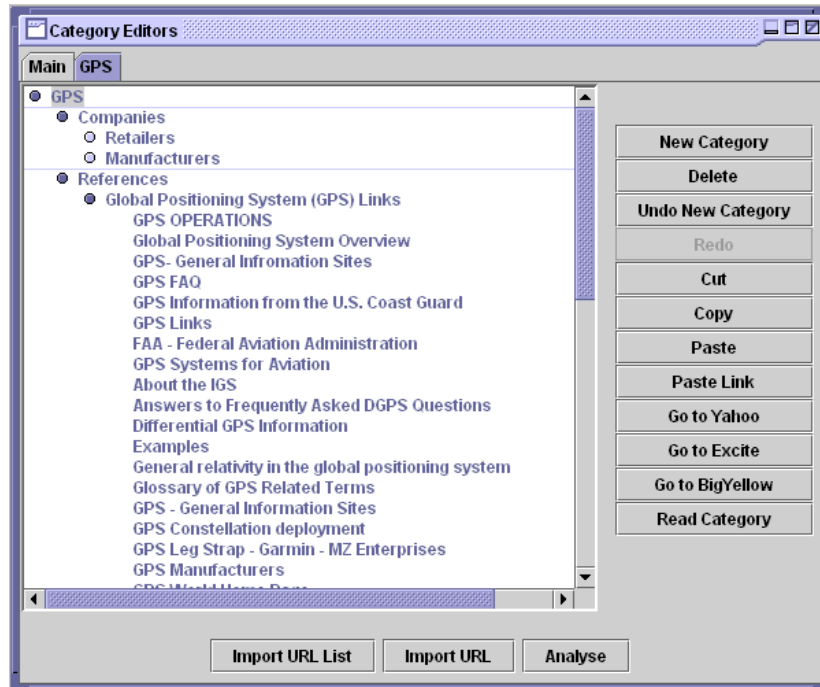 Category Editors
Main GPS
GPS
Companies
Retailers
Manufacturers
References
Global Positioning System (GPS) Links
GPS OPERATIONS
Global Positioning System Overview
GPS- General Infromation Sites
GPS FAQ
GPS Information from the U.S. Coast Guard
GPS Links
FAA - Federal Aviation Administration
GPS Systems for Aviation
About the IGS
Answers to Frequently Asked DGPS Questions
Differential GPS Information
Examples
General relativity in the global positioning system
Glossary of GPS Related Terms
GPS - General Information Sites
GPS Constellation deployment
GPS Leg Strap - Garmin - MZ Enterprises
GPS Manufacturers
GPS World Home Page
New Category
Delete
Undo New Category
Redo
Cut
Copy
Paste
Paste Link
Go to Yahoo
Go to Excite
Go to BigYellow
Read Category
Import URL List Import URL Analyse